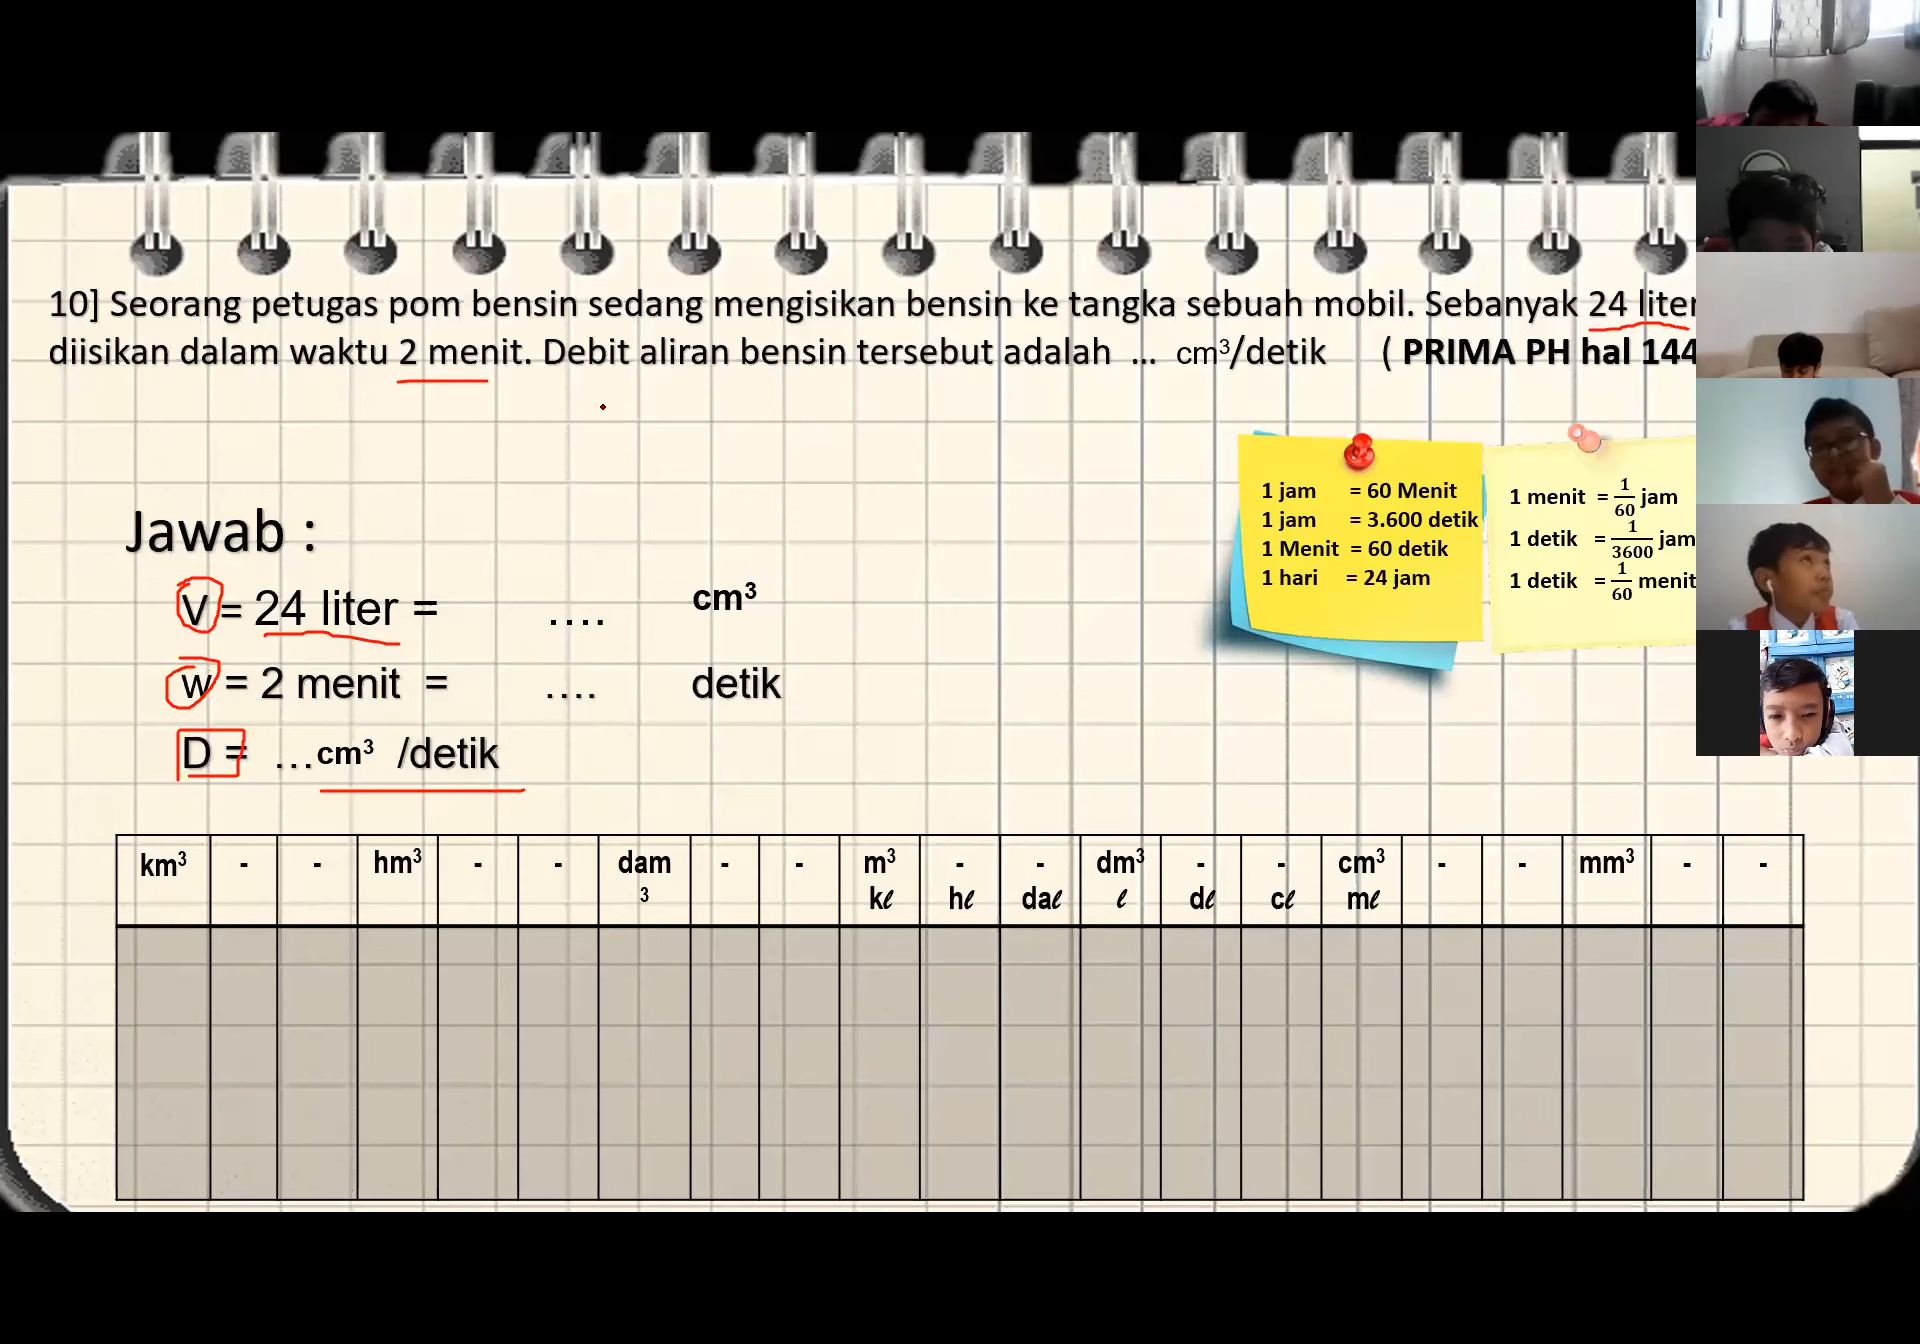 10] Seorang petugas pom bensin sedang mengisikan bensin ke tangka sebuah mobil. Sebanyak 24 liter
diisikan dalam waktu 2 menit. Debit aliran bensin tersebut adalah ... cm³/detik ( PRIMA PH hal 144
Jawab :
V = 24 liter = .... cm³
w = 2 menit = .... detik
D = ...cm³ /detik
1 jam = 60 Menit
1 jam = 3.600 detik
1 Menit = 60 detik
1 hari = 24 jam
1 menit = 1/60 jam
1 detik = 1/3600 jam
1 detik = 1/60 menit
km³ - - hm³ - - dam - - m³ - - dm³ - - cm³ - - mm³ - -
3 kℓ hℓ daℓ ℓ dℓ cℓ mℓ